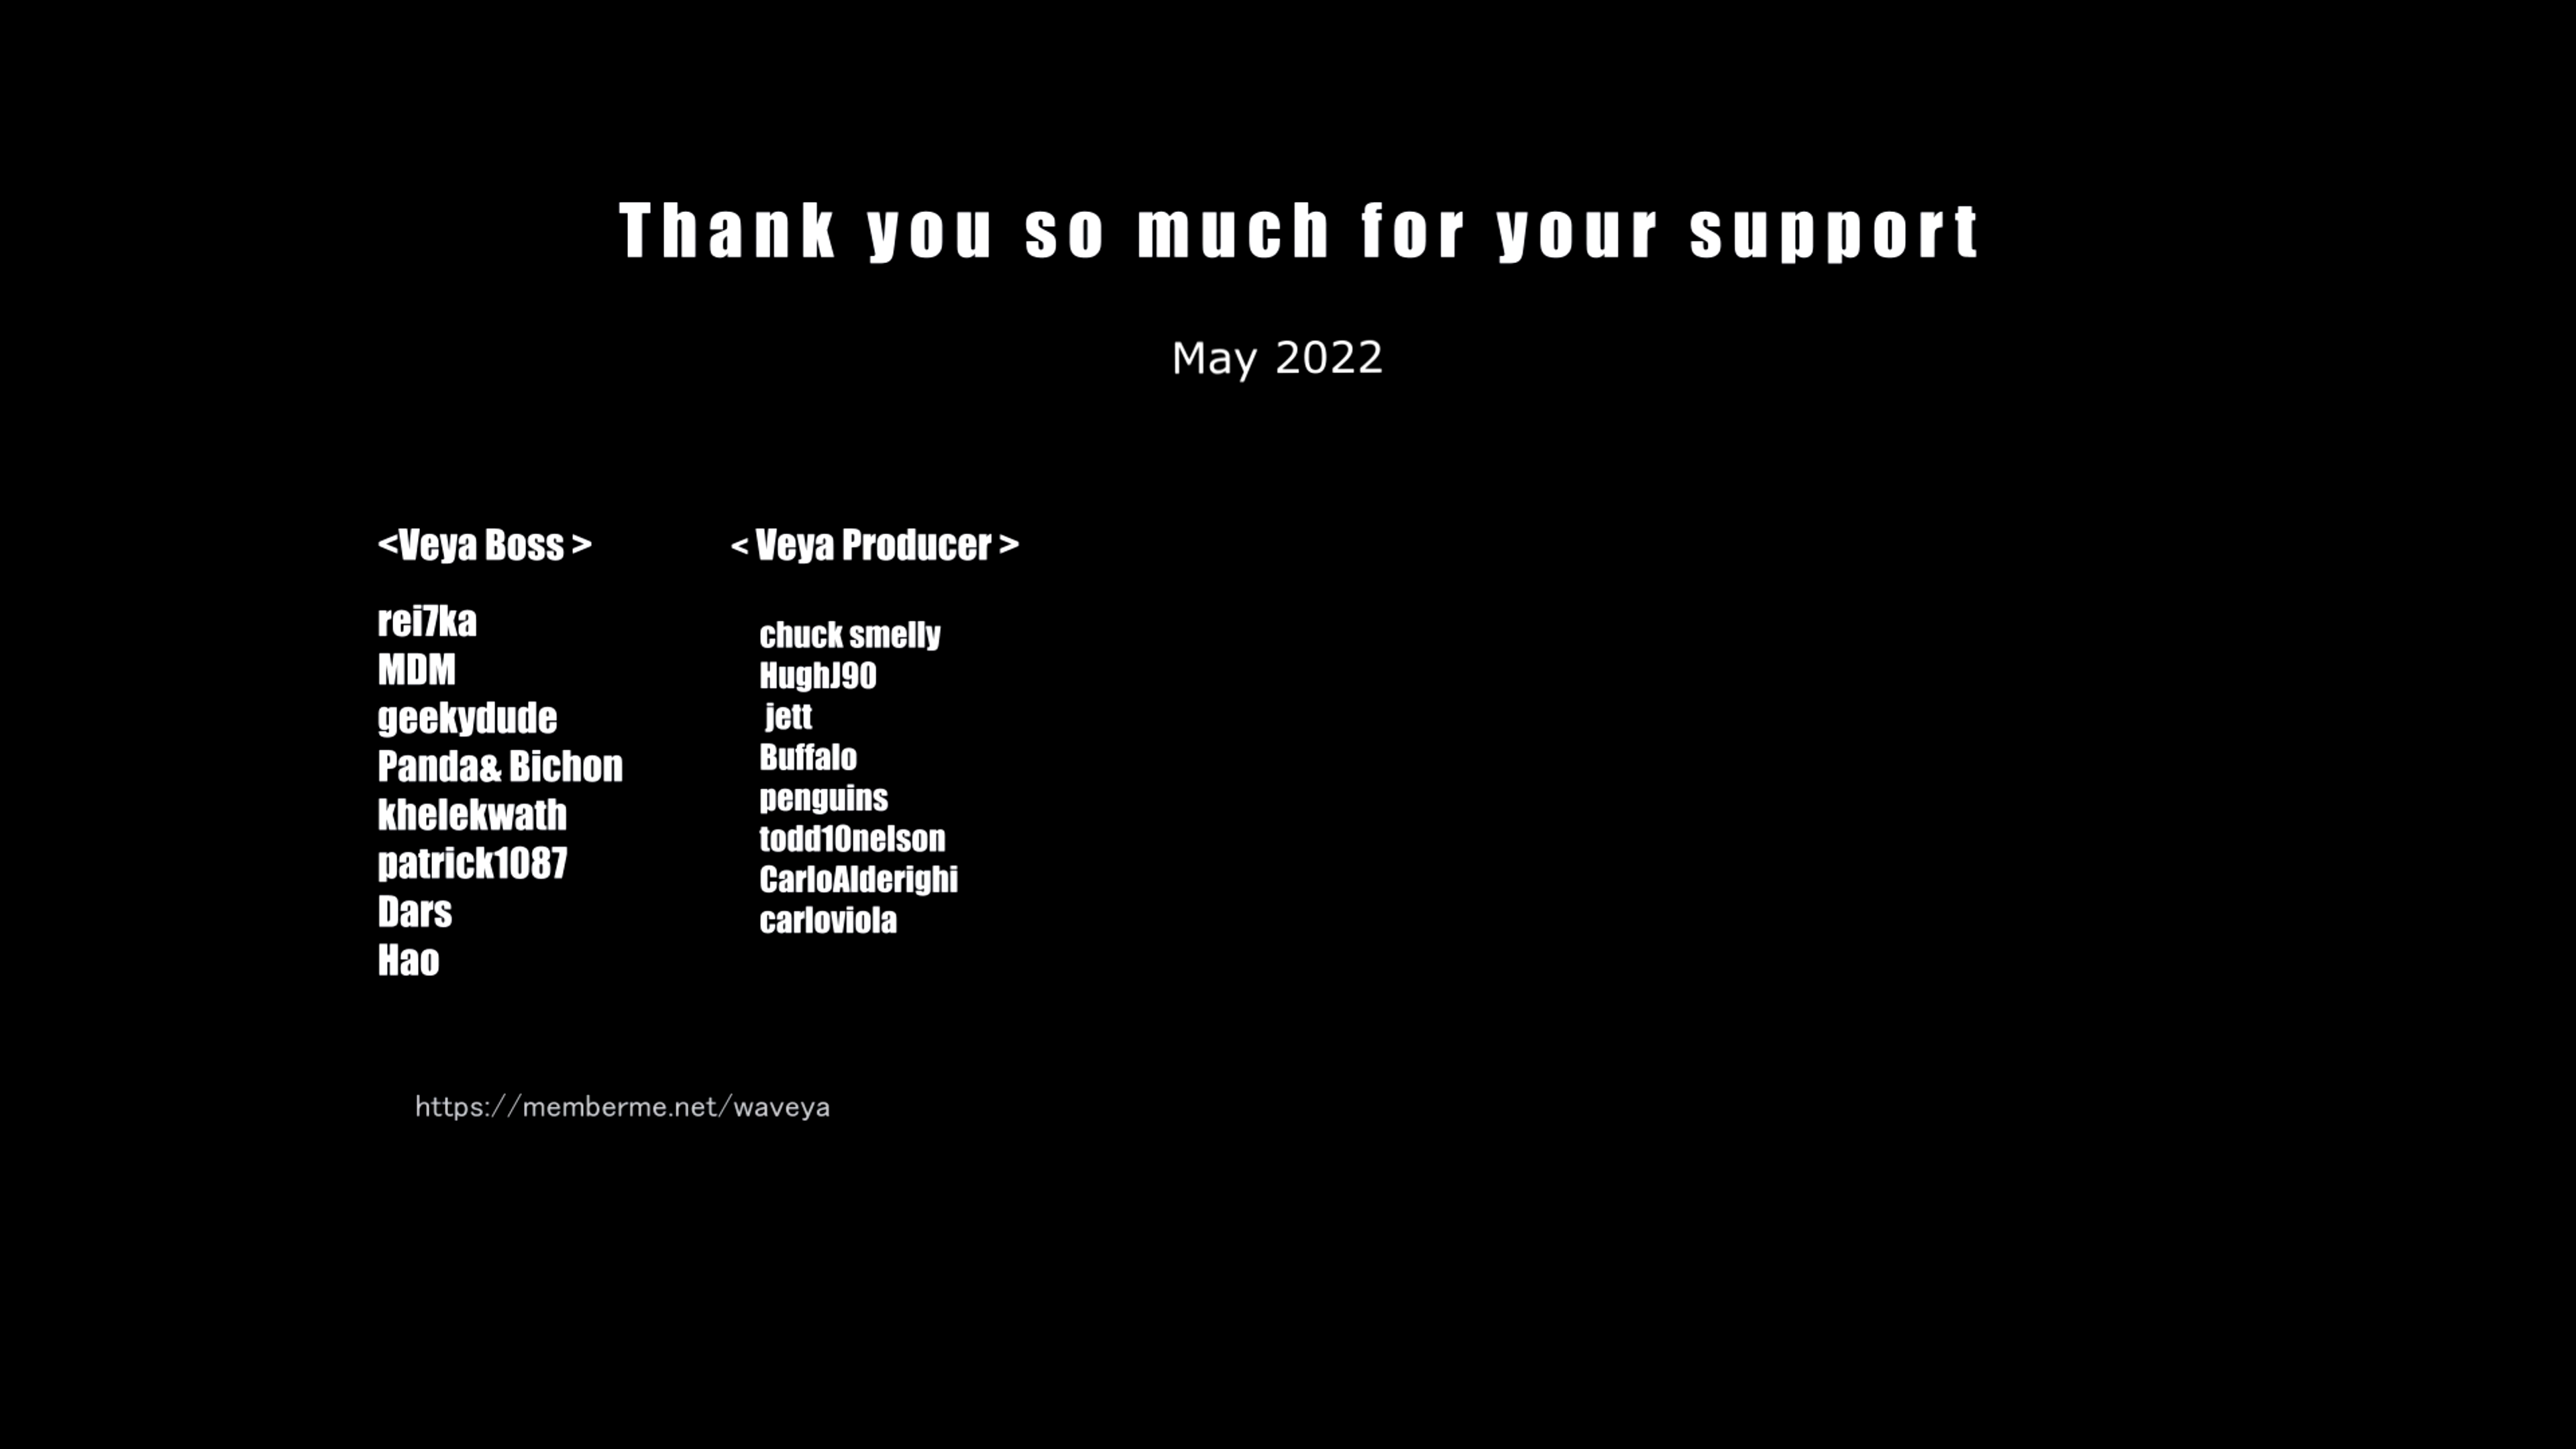 Thank you so much for your support
May 2022
<Veya Boss >
rei7ka
MDM
geekydude
Panda& Bichon
khelekwath
patrick1087
Dars
Hao
< Veya Producer >
chuck smelly
HughJ90
jett
Buffalo
penguins
todd10nelson
CarloAlderighi
carloviola
https://memberme.net/waveya